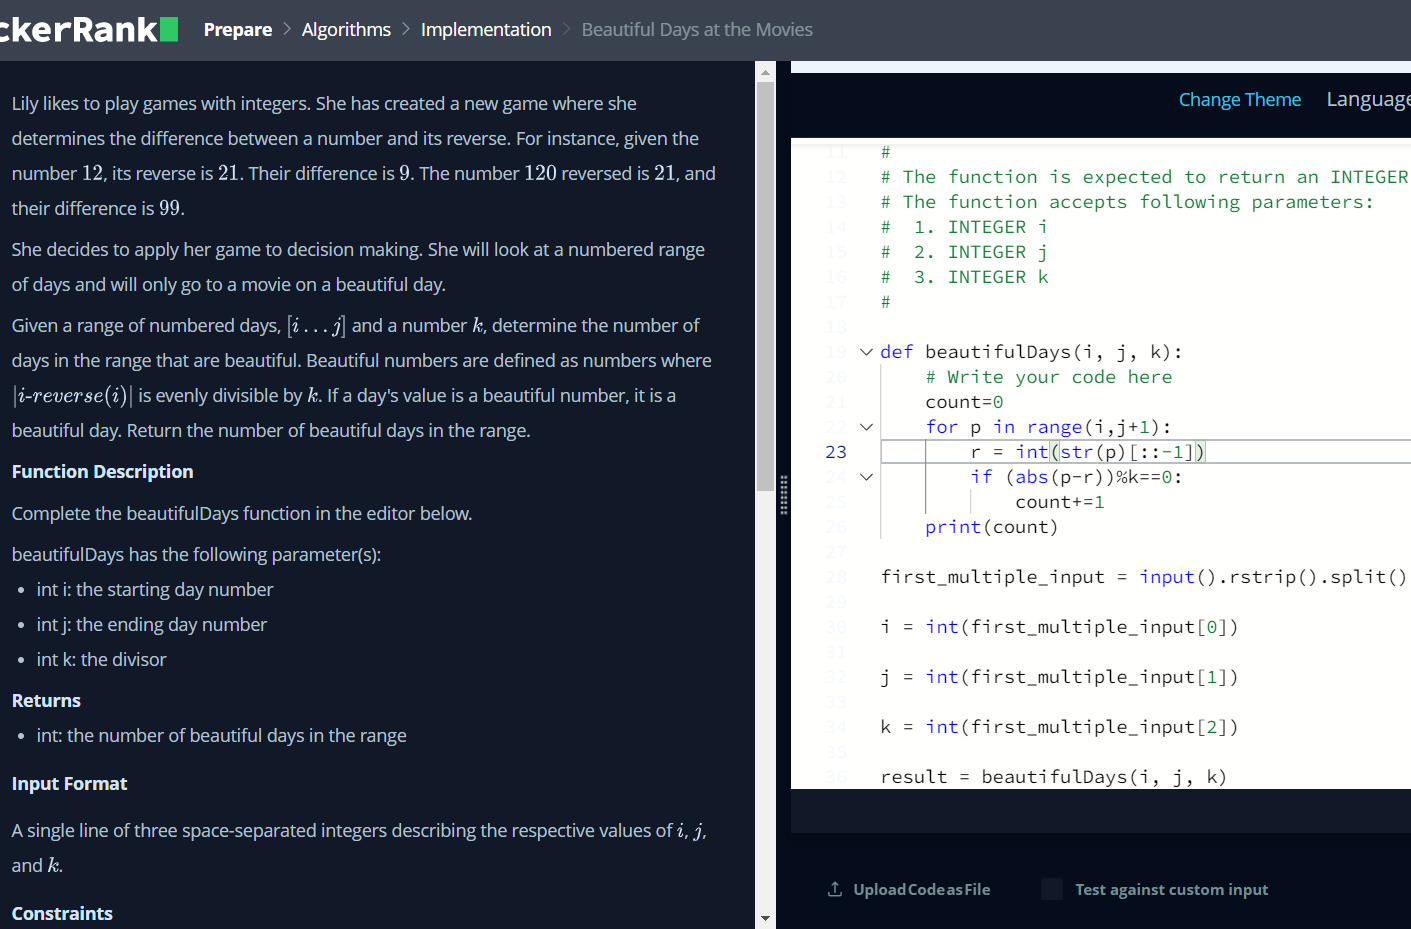 ckerRank Prepare > Algorithms > Implementation > Beautiful Days at the Movies
Lily likes to play games with integers. She has created a new game where she
determines the difference between a number and its reverse. For instance, given the
number 12, its reverse is 21. Their difference is 9. The number 120 reversed is 21, and
their difference is 99.
She decides to apply her game to decision making. She will look at a numbered range
of days and will only go to a movie on a beautiful day.
Given a range of numbered days, [i . . . j] and a number k, determine the number of
days in the range that are beautiful. Beautiful numbers are defined as numbers where
|i-reverse(i)| is evenly divisible by k. If a day's value is a beautiful number, it is a
beautiful day. Return the number of beautiful days in the range.
Function Description
Complete the beautifulDays function in the editor below.
beautifulDays has the following parameter(s):
• int i: the starting day number
• int j: the ending day number
• int k: the divisor
Returns
• int: the number of beautiful days in the range
Input Format
A single line of three space-separated integers describing the respective values of i, j,
and k.
Constraints
Change Theme Language
11 #
12 # The function is expected to return an INTEGER
13 # The function accepts following parameters:
14 #  1. INTEGER i
15 #  2. INTEGER j
16 #  3. INTEGER k
17 #
18
19 def beautifulDays(i, j, k):
20     # Write your code here
21     count=0
22     for p in range(i,j+1):
23         r = int(str(p)[::-1])
24         if (abs(p-r))%k==0:
25             count+=1
26     print(count)
27
28 first_multiple_input = input().rstrip().split()
29
30 i = int(first_multiple_input[0])
31
32 j = int(first_multiple_input[1])
33
34 k = int(first_multiple_input[2])
35
36 result = beautifulDays(i, j, k)
Upload Code as File Test against custom input